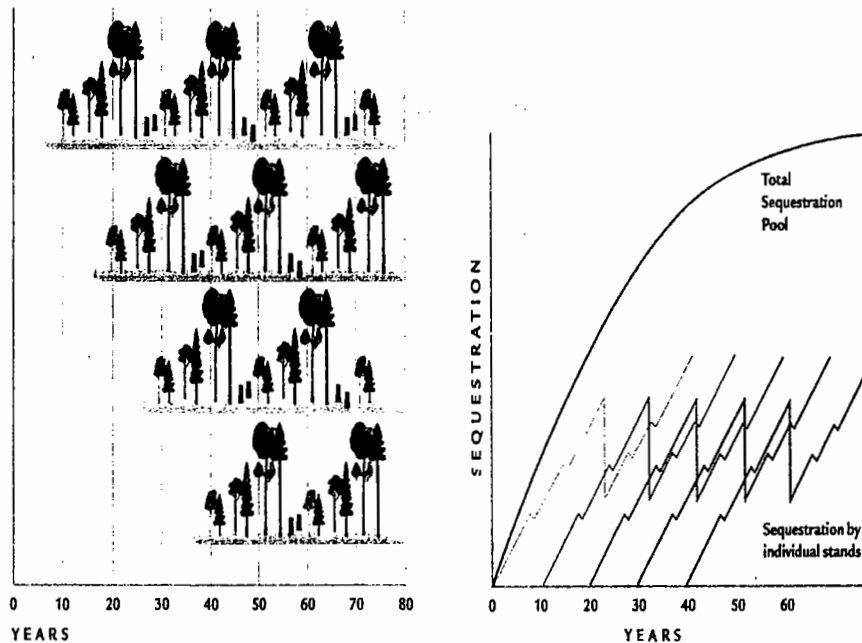 0 10 20 30 40 50 60 70 80
YEARS
SEQUESTRATION
Total
Sequestration
Pool
Sequestration by
individual stands
0 10 20 30 40 50 60
YEARS